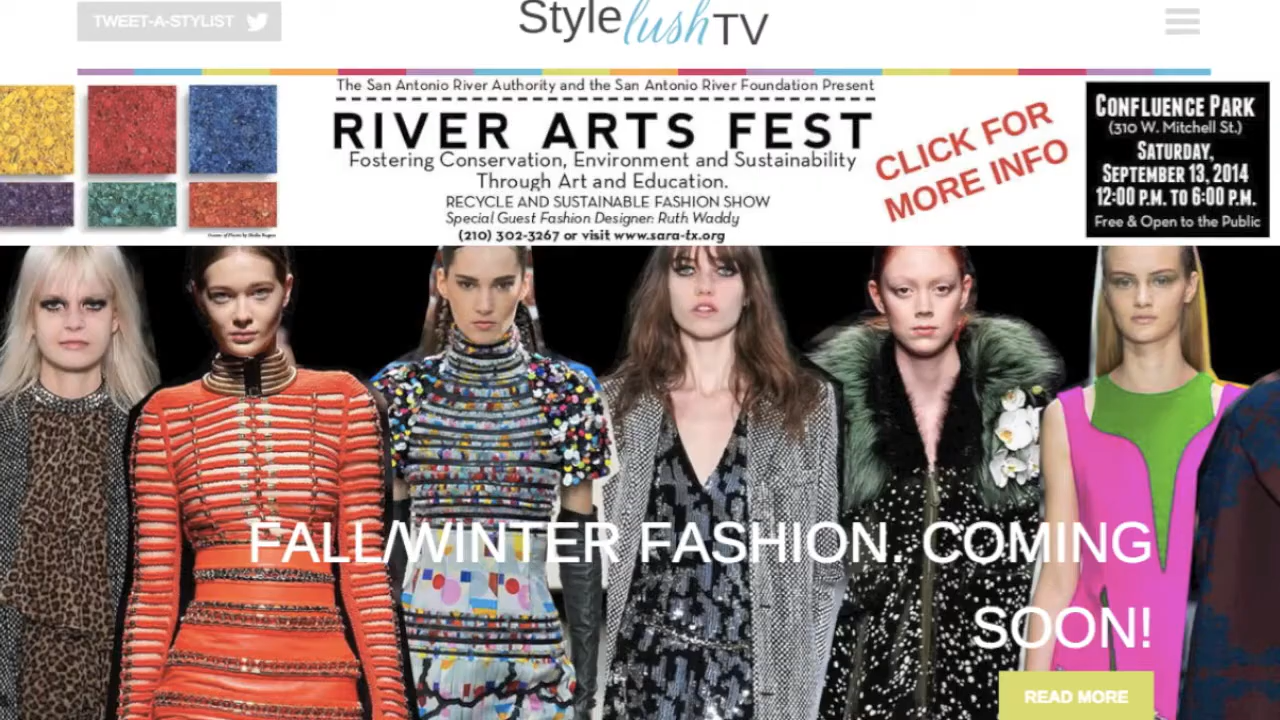 TWEET-A-STYLIST
Style lush TV
The San Antonio River Authority and the San Antonio River Foundation Present
RIVER ARTS FEST
Fostering Conservation, Environment and Sustainability
Through Art and Education.
RECYCLE AND SUSTAINABLE FASHION SHOW
Special Guest Fashion Designer: Ruth Waddy
(210) 302-3267 or visit www.sara-tx.org
CLICK FOR
MORE INFO
CONFLUENCE PARK
(310 W. Mitchell St.)
SATURDAY,
SEPTEMBER 13, 2014
12:00 P.M. TO 6:00 P.M.
Free & Open to the Public
FALL/WINTER FASHION. COMING
SOON!
READ MORE